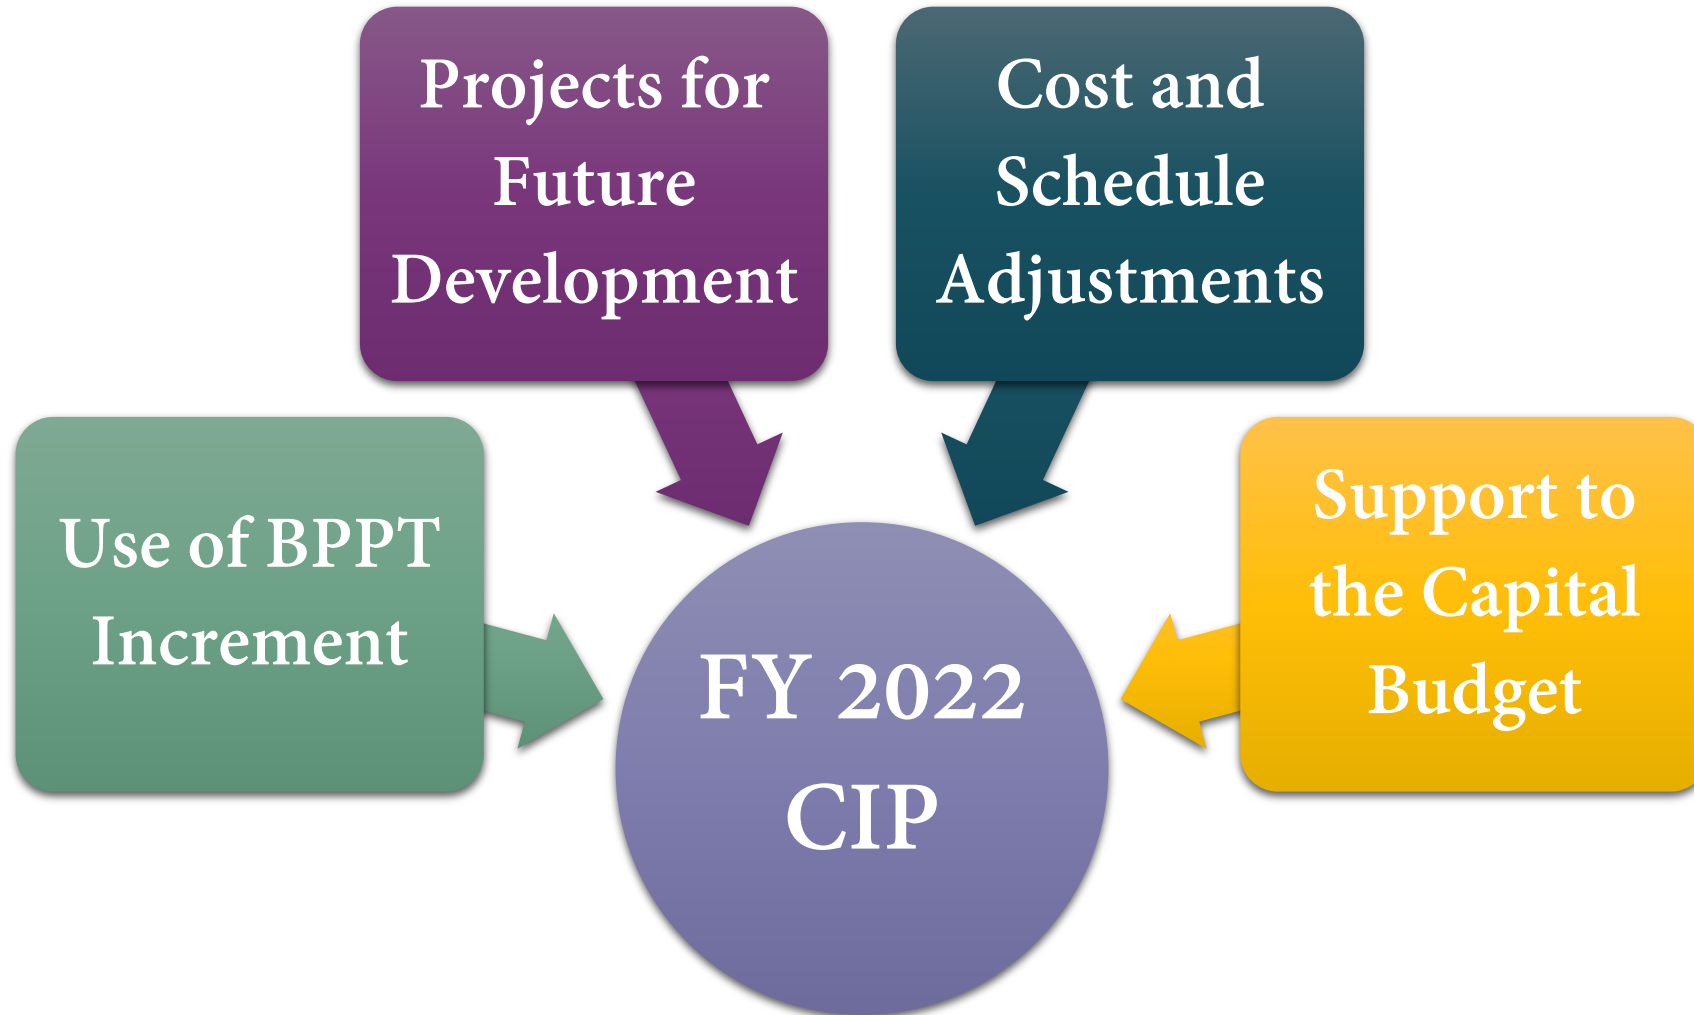 Projects for
Future
Development
Cost and
Schedule
Adjustments
Use of BPPT
Increment
Support to
the Capital
Budget
FY 2022
CIP